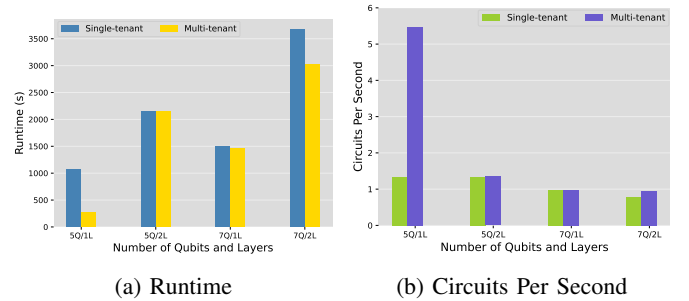 Single-tenant Multi-tenant
Runtime (s)
3500
3000
2500
2000
1500
1000
500
0
5Q/1L 5Q/2L 7Q/1L 7Q/2L
Number of Qubits and Layers
(a) Runtime
Single-tenant Multi-tenant
Circuits Per Second
6
5
4
3
2
1
0
5Q/1L 5Q/2L 7Q/1L 7Q/2L
Number of Qubits and Layers
(b) Circuits Per Second